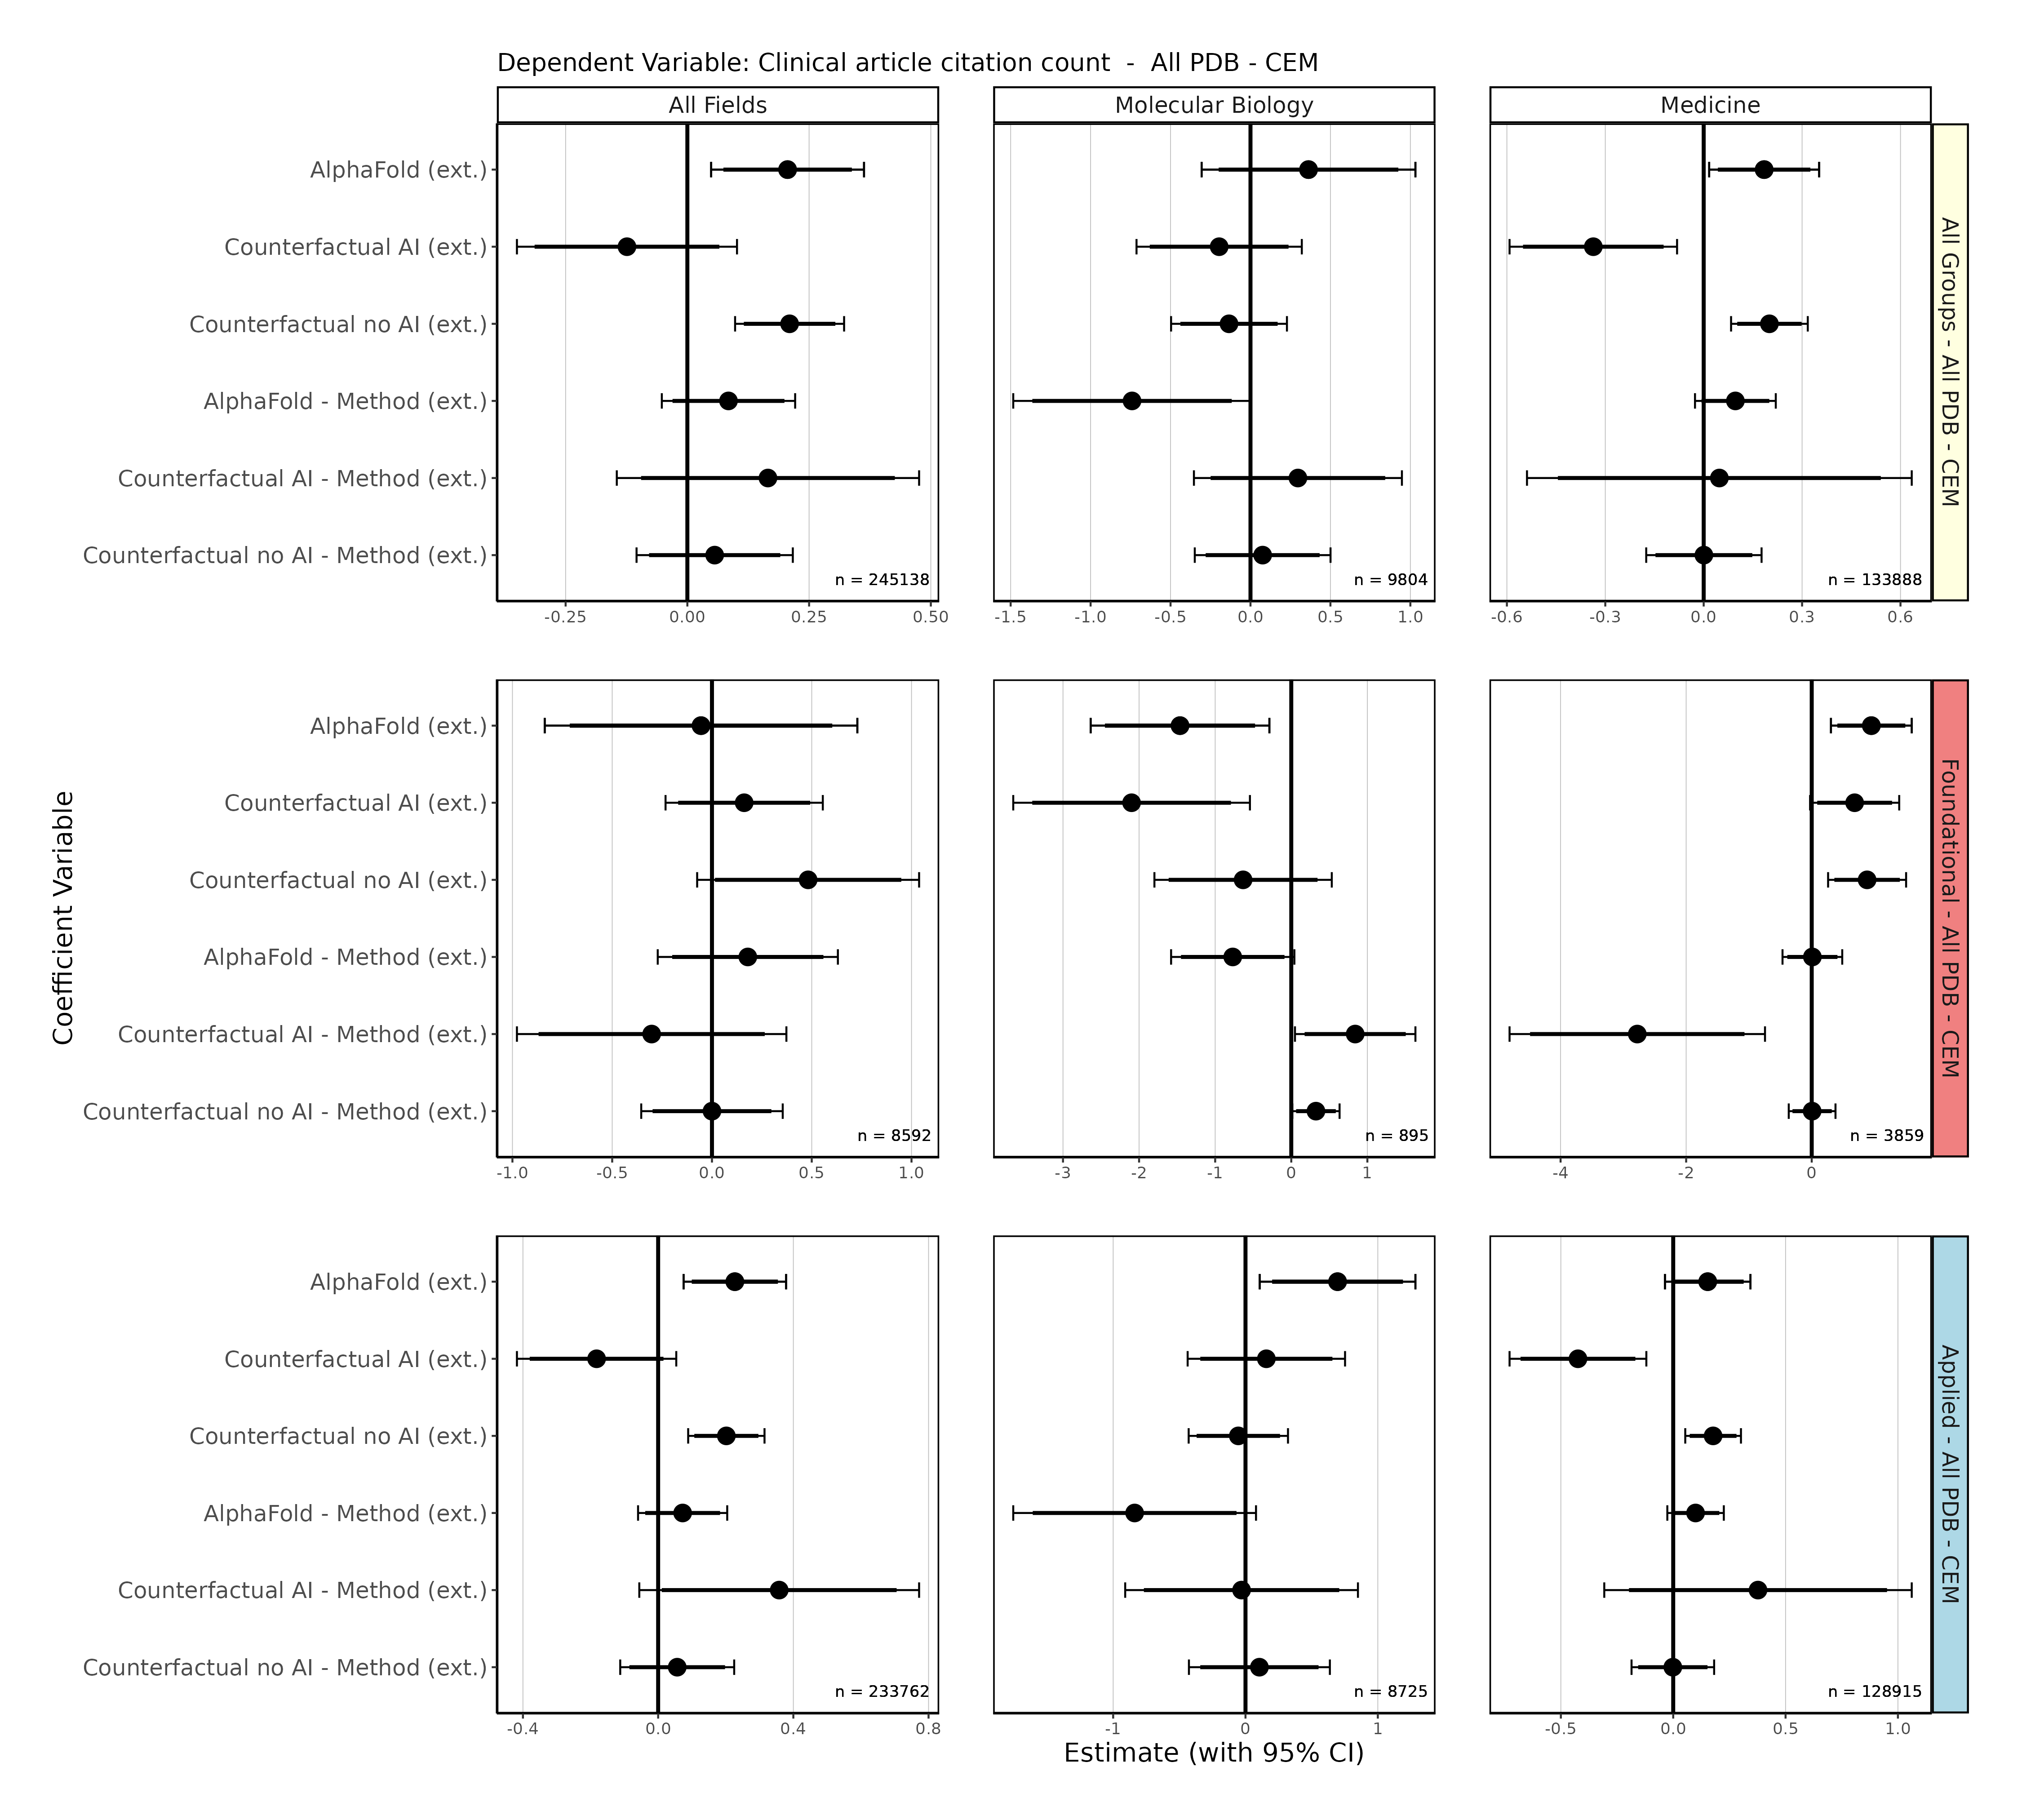 Dependent Variable: Clinical article citation count  -  All PDB - CEM
All Fields
Molecular Biology
Medicine
AlphaFold (ext.)
Counterfactual AI (ext.)
Counterfactual no AI (ext.)
AlphaFold - Method (ext.)
Counterfactual AI - Method (ext.)
Counterfactual no AI - Method (ext.)
n = 245138
n = 9804
n = 133888
-0.25 0.00 0.25 0.50
-1.5 -1.0 -0.5 0.0 0.5 1.0
-0.6 -0.3 0.0 0.3 0.6
All Groups - All PDB - CEM
Coefficient Variable
AlphaFold (ext.)
Counterfactual AI (ext.)
Counterfactual no AI (ext.)
AlphaFold - Method (ext.)
Counterfactual AI - Method (ext.)
Counterfactual no AI - Method (ext.)
n = 8592
n = 895
n = 3859
-1.0 -0.5 0.0 0.5 1.0
-3 -2 -1 0 1
-4 -2 0
Foundational - All PDB - CEM
AlphaFold (ext.)
Counterfactual AI (ext.)
Counterfactual no AI (ext.)
AlphaFold - Method (ext.)
Counterfactual AI - Method (ext.)
Counterfactual no AI - Method (ext.)
n = 233762
n = 8725
n = 128915
-0.4 0.0 0.4 0.8
-1 0 1
-0.5 0.0 0.5 1.0
Applied - All PDB - CEM
Estimate (with 95% CI)